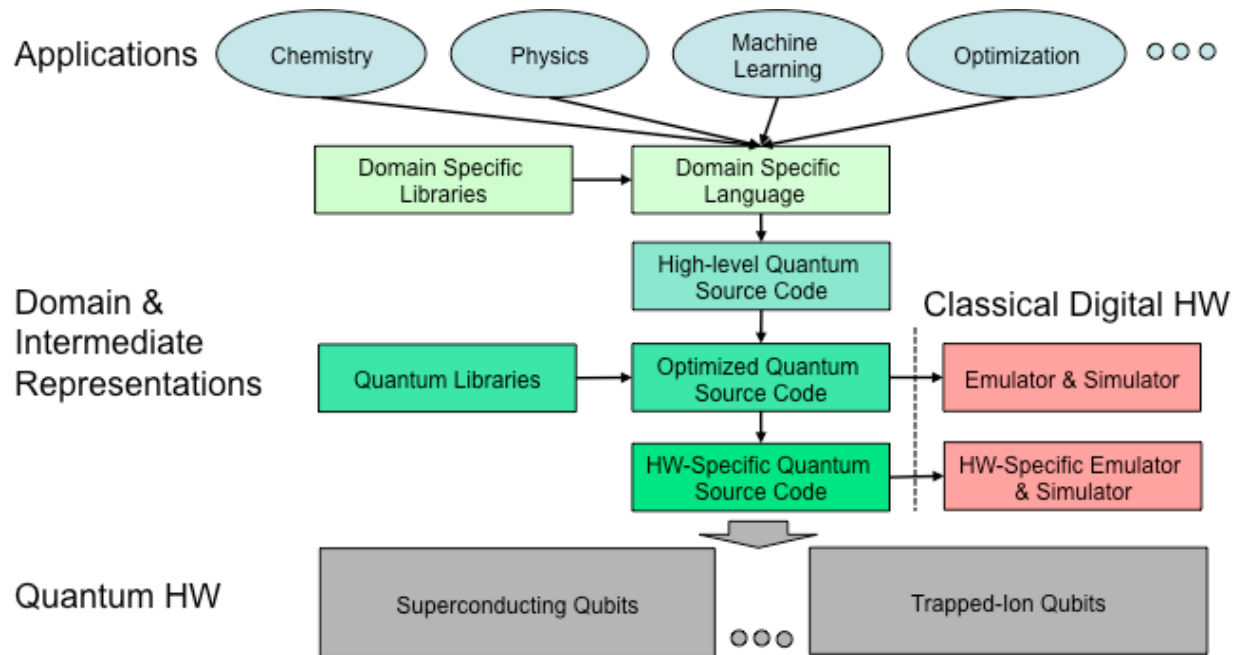 Applications
Chemistry
Physics
Machine
Learning
Optimization
Domain Specific
Libraries
Domain Specific
Language
High-level Quantum
Source Code
Domain &
Intermediate
Representations
Classical Digital HW
Quantum Libraries
Optimized Quantum
Source Code
Emulator & Simulator
HW-Specific Quantum
Source Code
HW-Specific Emulator
& Simulator
Quantum HW
Superconducting Qubits
Trapped-Ion Qubits